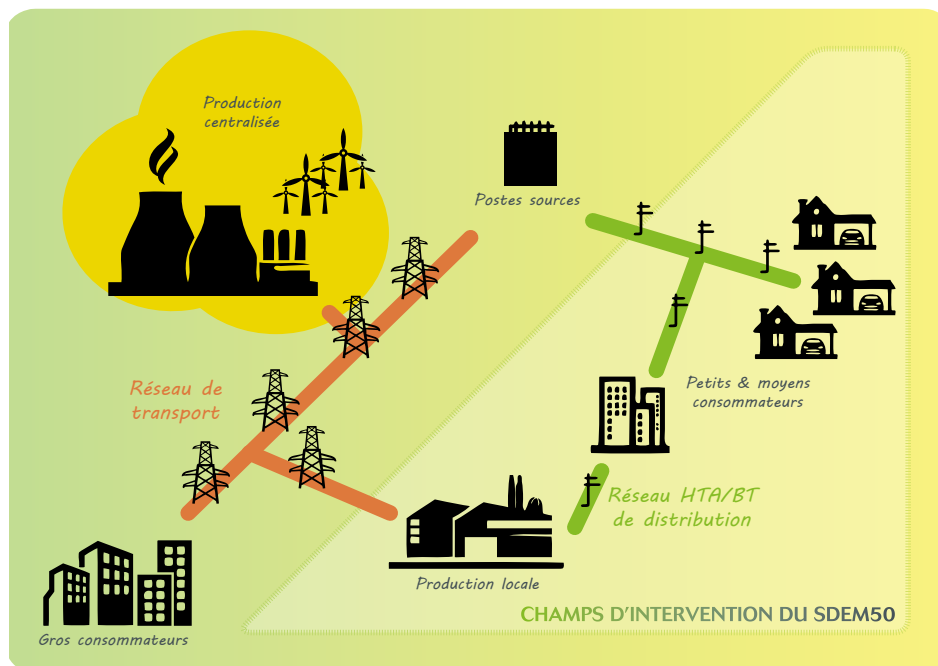 Production
centralisée
Postes sources
Réseau de
transport
Petits & moyens
consommateurs
Réseau HTA/BT
de distribution
Production locale
CHAMPS D'INTERVENTION DU SDEM50
Gros consommateurs